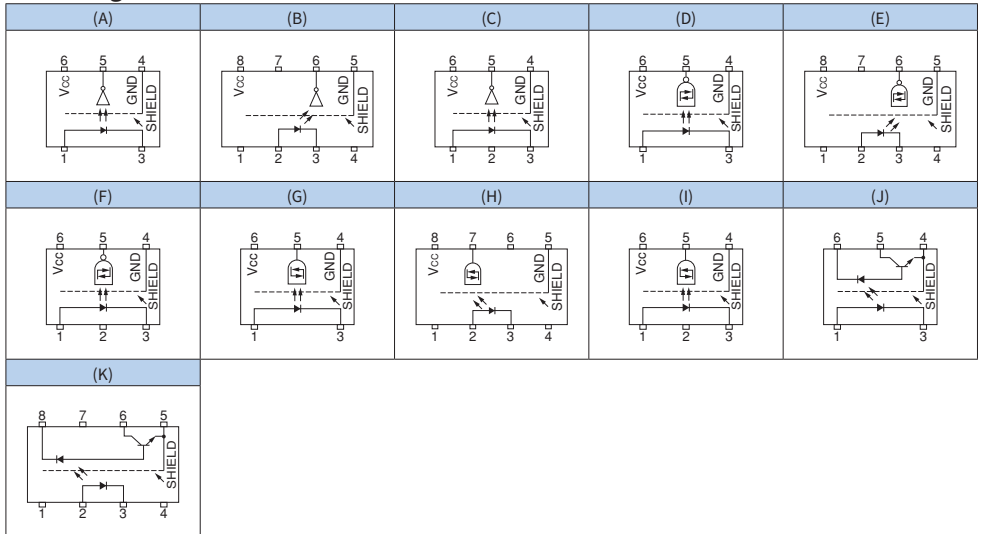 (A) (B) (C) (D) (E)
6 5 4 8 7 6 5 6 5 4 6 5 4 8 7 6 5
Vcc GND SHIELD Vcc GND SHIELD Vcc GND SHIELD Vcc GND SHIELD Vcc GND SHIELD
1 3 1 2 3 4 1 2 3 1 2 3 1 2 3 4
(F) (G) (H) (I) (J)
6 5 4 6 5 4 8 7 6 5 6 5 4 6 5 4
Vcc GND SHIELD Vcc GND SHIELD Vcc GND SHIELD Vcc GND SHIELD SHIELD
1 2 3 1 3 1 2 3 4 1 2 3 1 3
(K)
8 7 6 5
SHIELD
1 2 3 4